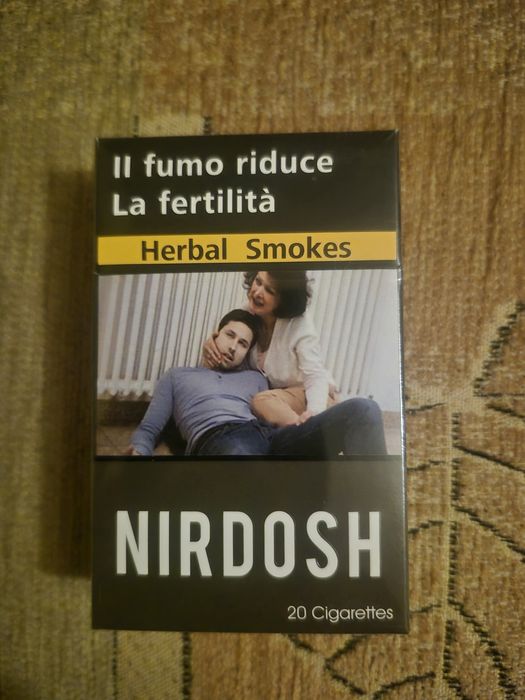 Il fumo riduce
La fertilità
Herbal Smokes
NIRDOSH
20 Cigarettes